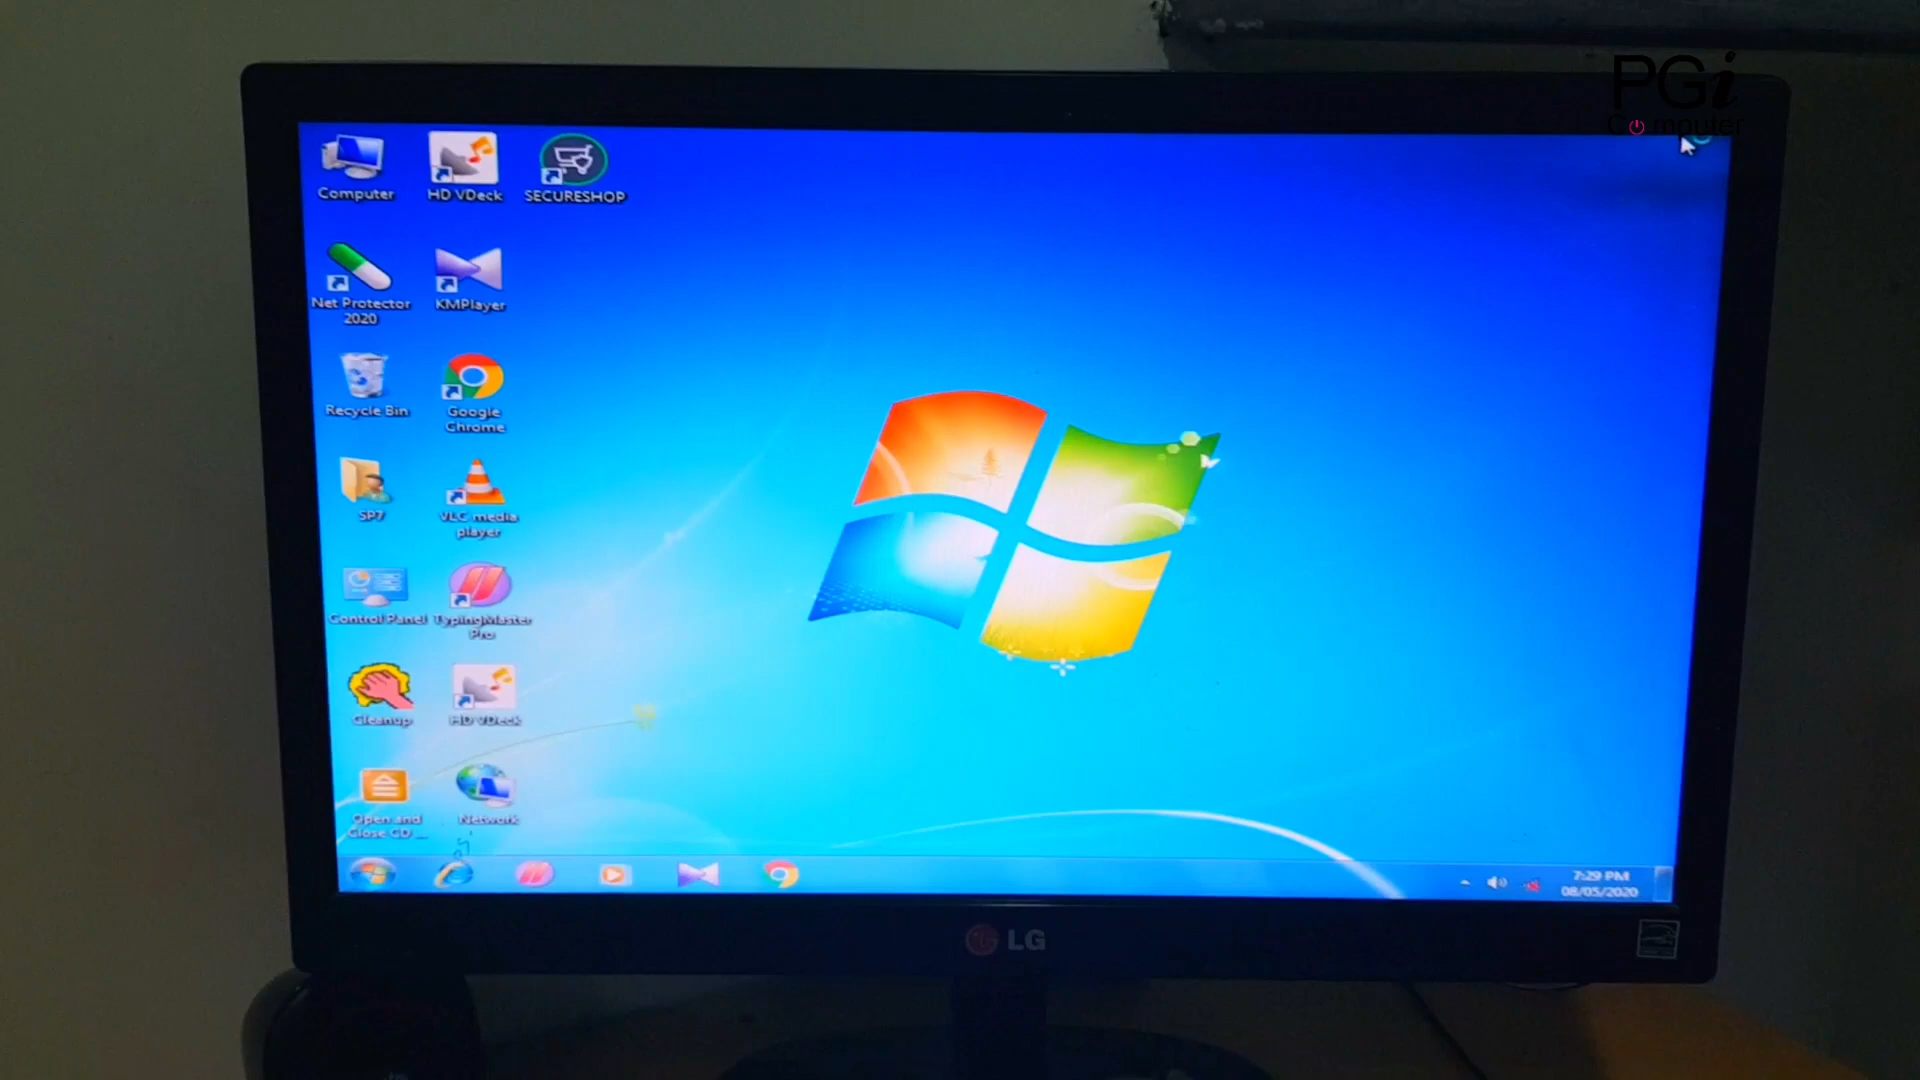 PGi
Computer
Computer
HD VDeck
SECURESHOP
Net Protector
2020
KMPlayer
Recycle Bin
Google
Chrome
SP7
VLC media
player
Control Panel
TypingMaster
Pro
Cleanup
HD VDeck
Open and
Close CD ...
Network
7:29 PM
08/05/2020
LG